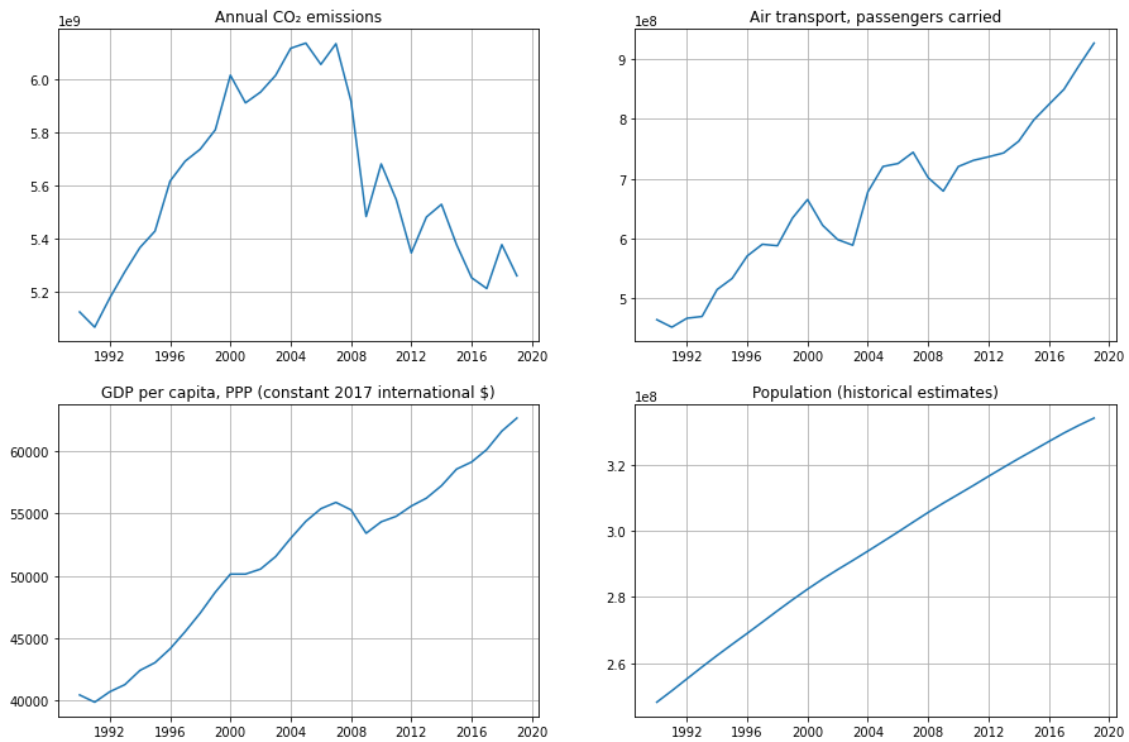 Annual CO₂ emissions
1e9
6.0
5.8
5.6
5.4
5.2
1992 1996 2000 2004 2008 2012 2016 2020
Air transport, passengers carried
1e8
9
8
7
6
5
1992 1996 2000 2004 2008 2012 2016 2020
GDP per capita, PPP (constant 2017 international $)
60000
55000
50000
45000
40000
1992 1996 2000 2004 2008 2012 2016 2020
Population (historical estimates)
1e8
3.2
3.0
2.8
2.6
1992 1996 2000 2004 2008 2012 2016 2020